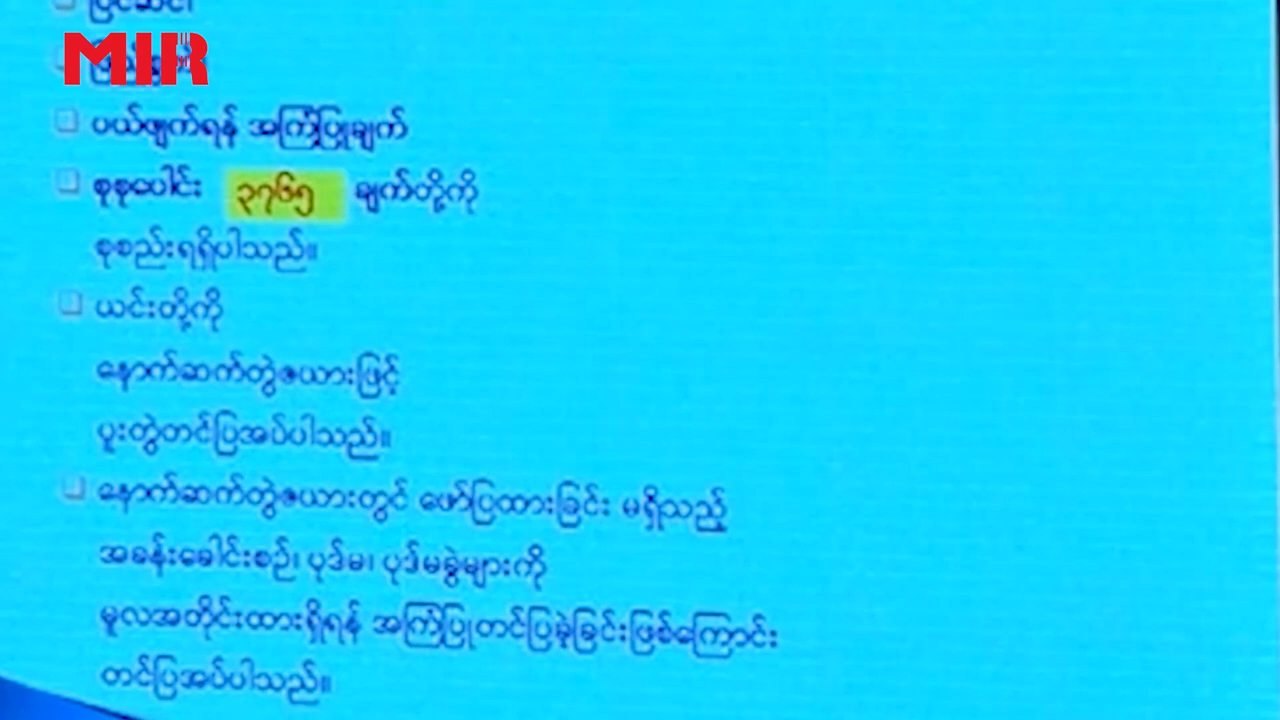 ပြင်ဆင်၊
MIR
ပယ်ဖျက်ရန် အကြံပြုချက်
စုစုပေါင်း ၃၇၆၅ ချက်တို့ကို
စုစည်းရရှိပါသည်။
ယင်းတို့ကို
နောက်ဆက်တွဲဇယားဖြင့်
ပူးတွဲတင်ပြအပ်ပါသည်။
နောက်ဆက်တွဲဇယားတွင် ဖော်ပြထားခြင်း မရှိသည့်
အခန်းခေါင်းစဉ်၊ ပုဒ်မ၊ ပုဒ်မခွဲများကို
မူလအတိုင်းထားရှိရန် အကြံပြုတင်ပြခဲ့ခြင်းဖြစ်ကြောင်း
တင်ပြအပ်ပါသည်။